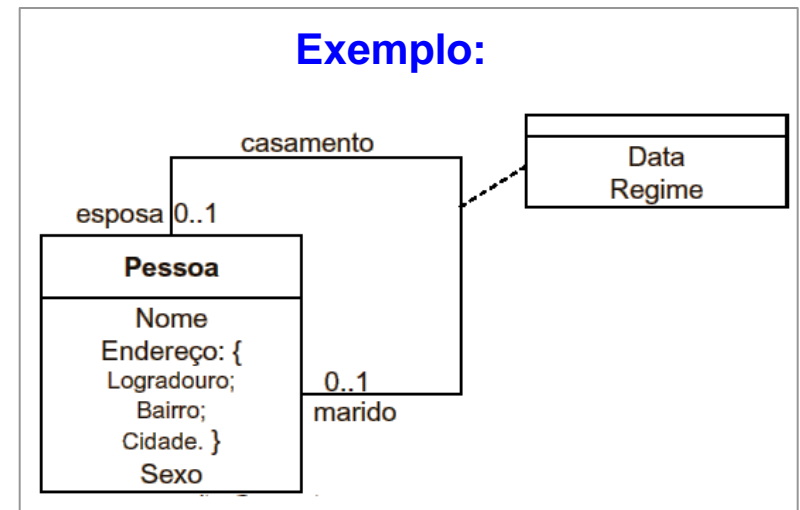 Exemplo:
casamento
Data
Regime
esposa 0..1
Pessoa
Nome
Endereço: {
Logradouro;
Bairro;
Cidade. }
Sexo
0..1
marido